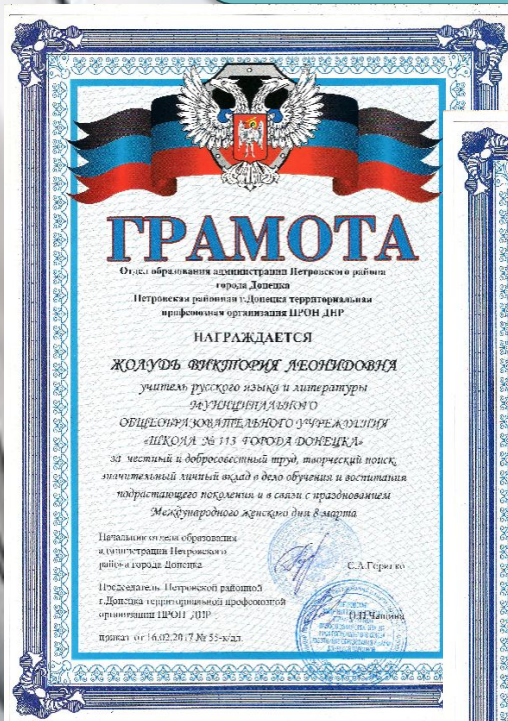 ГРАМОТА
Отдел образования администрации Петровского района
города Донецка
Петровская районная г.Донецка территориальная
профсоюзная организация ПРОН ДНР
НАГРАЖДАЕТСЯ
ЖОЛУДЬ ВИКТОРИЯ ЛЕОНИДОВНА
учитель русского языка и литературы
МУНИЦИПАЛЬНОГО
ОБЩЕОБРАЗОВАТЕЛЬНОГО УЧРЕЖДЕНИЯ
«ШКОЛА № 113 ГОРОДА ДОНЕЦКА»
за честный и добросовестный труд, творческий поиск,
значительный личный вклад в дело обучения и воспитания
подрастающего поколения и в связи с празднованием
Международного женского дня 8 марта
Начальник отдела образования
администрации Петровского
района города Донецка
Председатель Петровской районной
г.Донецка территориальной профсоюзной
организации ПРОН ДНР
приказ от 16.02.2017 № 55-к/дл